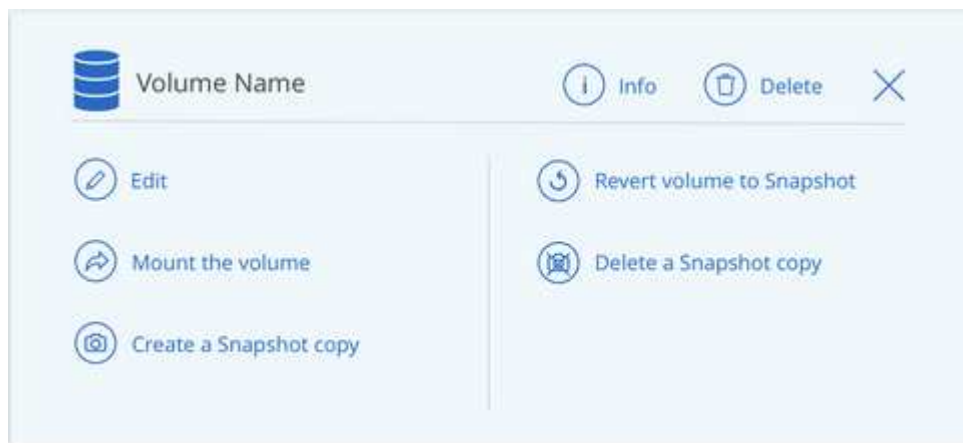 Volume Name
Info
Delete
Edit
Mount the volume
Create a Snapshot copy
Revert volume to Snapshot
Delete a Snapshot copy